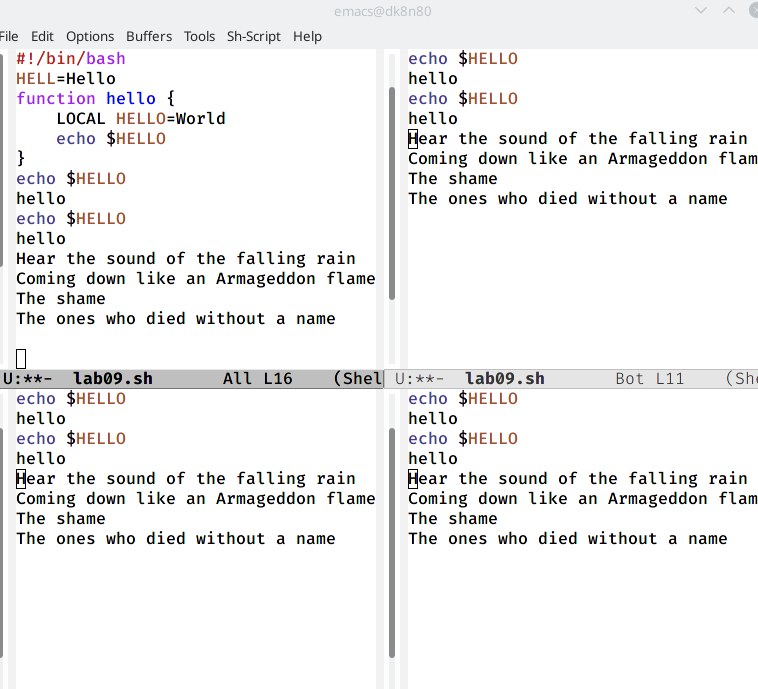 emacs@dk8n80
File Edit Options Buffers Tools Sh-Script Help
#!/bin/bash
HELL=Hello
function hello {
    LOCAL HELLO=World
    echo $HELLO
}
echo $HELLO
hello
echo $HELLO
hello
Hear the sound of the falling rain
Coming down like an Armageddon flame
The shame
The ones who died without a name
U:**-  lab09.sh       All L16    (Shel
echo $HELLO
hello
echo $HELLO
hello
Hear the sound of the falling rain
Coming down like an Armageddon flam
The shame
The ones who died without a name
U:**-  lab09.sh       Bot L11    (She
echo $HELLO
hello
echo $HELLO
hello
Hear the sound of the falling rain
Coming down like an Armageddon flame
The shame
The ones who died without a name
echo $HELLO
hello
echo $HELLO
hello
Hear the sound of the falling rain
Coming down like an Armageddon flam
The shame
The ones who died without a name